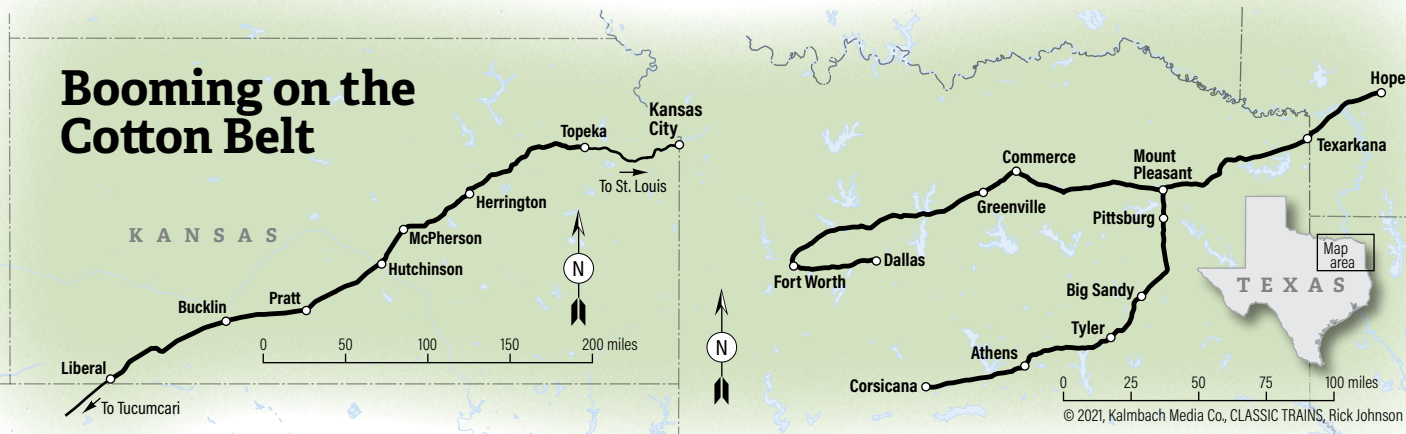 Booming on the
Cotton Belt
Kansas
City
Topeka
To St. Louis
Herrington
KANSAS
McPherson
N
Hutchinson
Bucklin
Pratt
0 50 100 150 200 miles
Liberal
To Tucumcari
Hope
Texarkana
Commerce
Mount
Pleasant
Greenville
Pittsburg
Dallas
Fort Worth
Map
area
TEXAS
Big Sandy
N
Tyler
Athens
Corsicana
0 25 50 75 100 miles
© 2021, Kalmbach Media Co., CLASSIC TRAINS, Rick Johnson